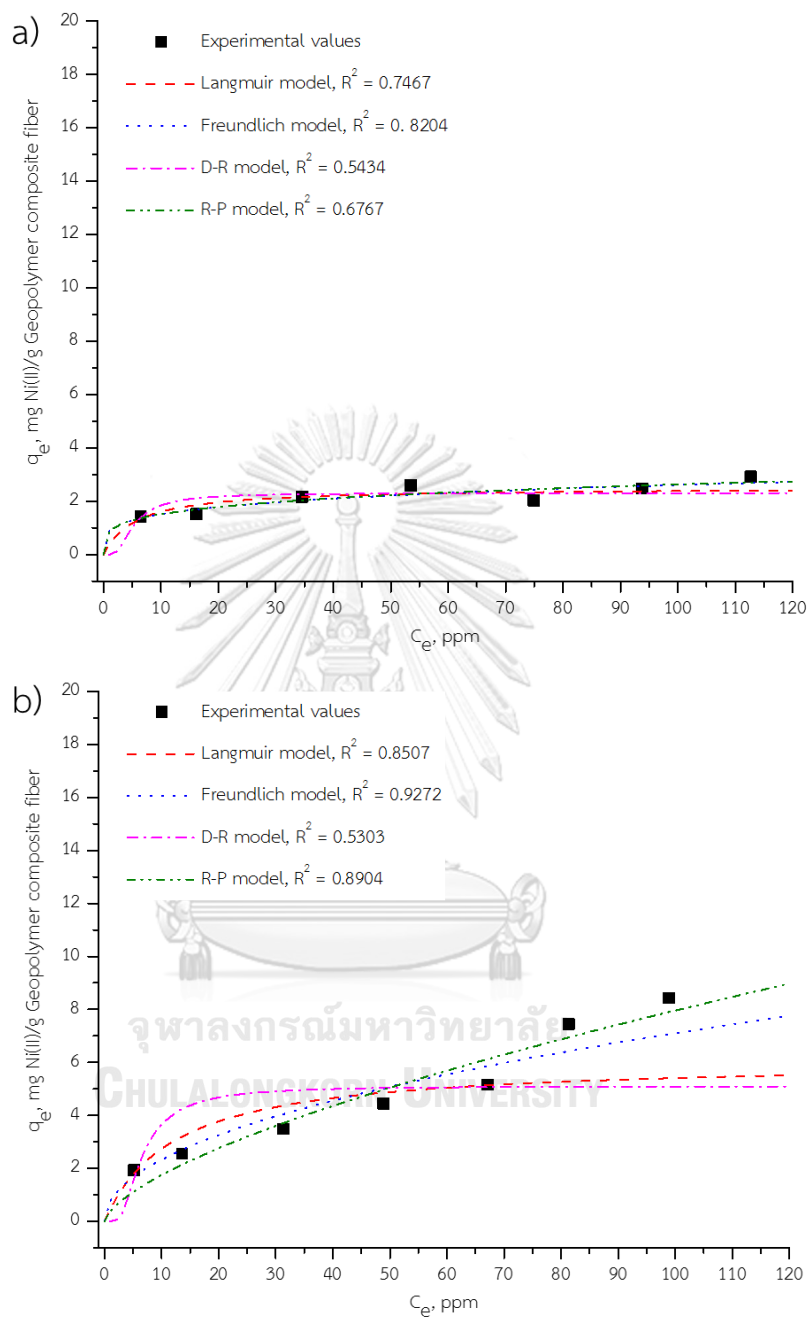 a)
20
18
16
14
12
10
8
6
4
2
0
qe, mg Ni(II)/g Geopolymer composite fiber
Experimental values
Langmuir model, R² = 0.7467
Freundlich model, R² = 0. 8204
D-R model, R² = 0.5434
R-P model, R² = 0.6767
0 10 20 30 40 50 60 70 80 90 100 110 120
Ce, ppm
b)
20
18
16
14
12
10
8
6
4
2
0
qe, mg Ni(II)/g Geopolymer composite fiber
Experimental values
Langmuir model, R² = 0.8507
Freundlich model, R² = 0.9272
D-R model, R² = 0.5303
R-P model, R² = 0.8904
จุฬาลงกรณ์มหาวิทยาลัย
CHULALONGKORN UNIVERSITY
0 10 20 30 40 50 60 70 80 90 100 110 120
Ce, ppm